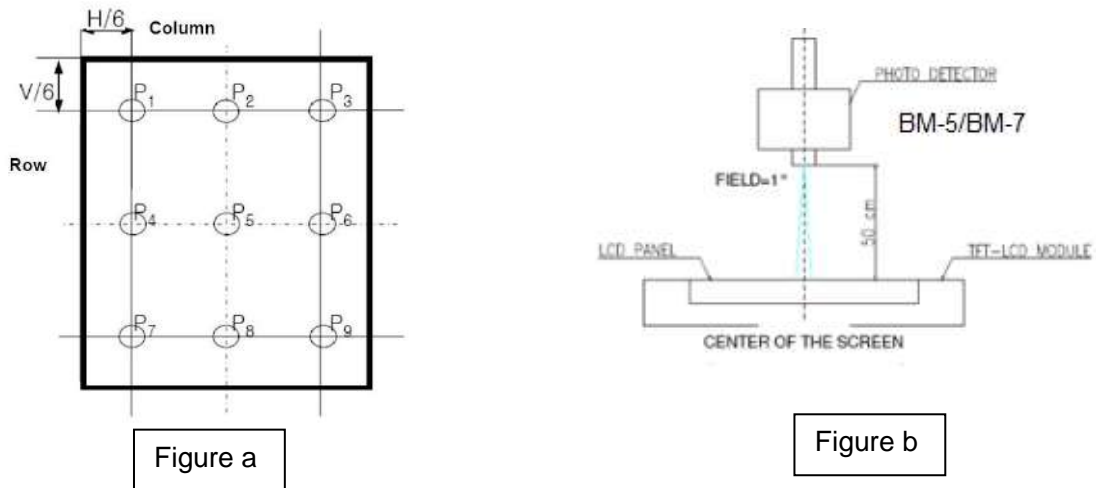 H/6
Column
V/6
P1
P2
P3
Row
P4
P5
P6
P7
P8
P9
Figure a
PHOTO DETECTOR
BM-5/BM-7
FIELD=1°
50 cm
LCD PANEL
TFT-LCD MODULE
CENTER OF THE SCREEN
Figure b